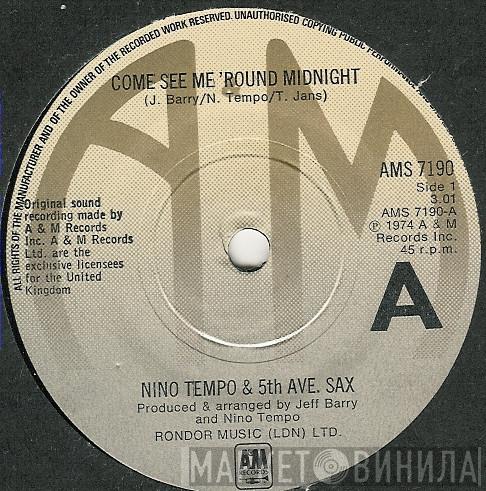 ALL RIGHTS OF THE MANUFACTURER AND OF THE OWNER OF THE RECORDED WORK RESERVED. UNAUTHORISED COPYING PUBLIC PERFORMANCE
COME SEE ME 'ROUND MIDNIGHT
(J. Barry/N. Tempo/T. Jans)
AMS 7190
Side 1
3.01
AMS 7190-A
℗ 1974 A & M
Records Inc.
45 r.p.m.
A
Original sound
recording made by
A & M Records
Inc. A & M Records
Ltd. are the
exclusive licensees
for the United
Kingdom
NINO TEMPO & 5th AVE. SAX
Produced & arranged by Jeff Barry
and Nino Tempo
RONDOR MUSIC (LDN) LTD.
A&M
RECORDS
МАГНЕТОВИНИЛА